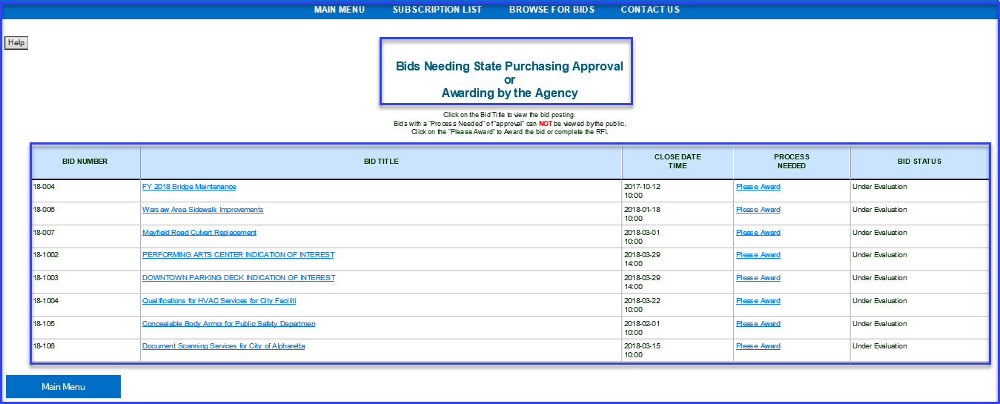 MAIN MENU SUBSCRIPTION LIST BROWSE FOR BIDS CONTACT US
Help
Bids Needing State Purchasing Approval
or
Awarding by the Agency
Click on the Bid Title to view the bid posting.
Bids with a "Process Needed" of "approval" can NOT be viewed by the public.
Click on the "Please Award" to Award the bid or complete the RFI.
BID NUMBER BID TITLE CLOSE DATE TIME PROCESS NEEDED BID STATUS
18-004 FY 2018 Bridge Maintenance 2017-10-12 10:00 Please Award Under Evaluation
18-006 Warsaw Area Sidewalk Improvements 2018-01-18 10:00 Please Award Under Evaluation
18-007 Mayfield Road Culvert Replacement 2018-03-01 10:00 Please Award Under Evaluation
18-1002 PERFORMING ARTS CENTER INDICATION OF INTEREST 2018-03-29 14:00 Please Award Under Evaluation
18-1003 DOWNTOWN PARKING DECK INDICATION OF INTEREST 2018-03-29 14:00 Please Award Under Evaluation
18-1004 Qualifications for HVAC Services for City Faciliti 2018-03-22 10:00 Please Award Under Evaluation
18-105 Concealable Body Armor for Public Safety Departmen 2018-02-01 10:00 Please Award Under Evaluation
18-106 Document Scanning Services for City of Alpharetta 2018-03-15 10:00 Please Award Under Evaluation
Main Menu